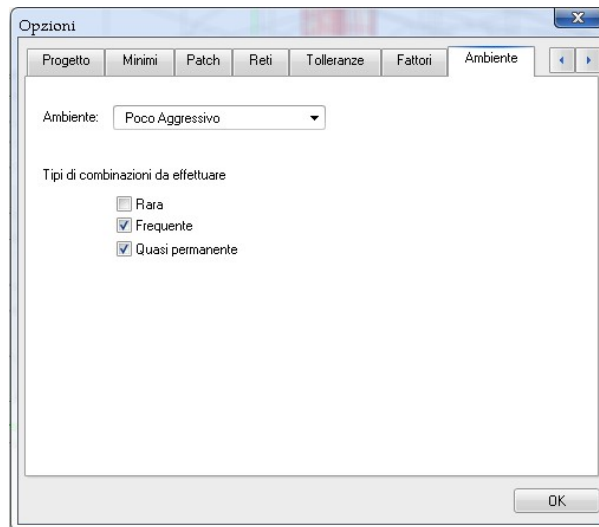 Opzioni
Progetto Minimi Patch Reti Tolleranze Fattori Ambiente
Ambiente: Poco Aggressivo
Tipi di combinazioni da effettuare
Rara
Frequente
Quasi permanente
OK